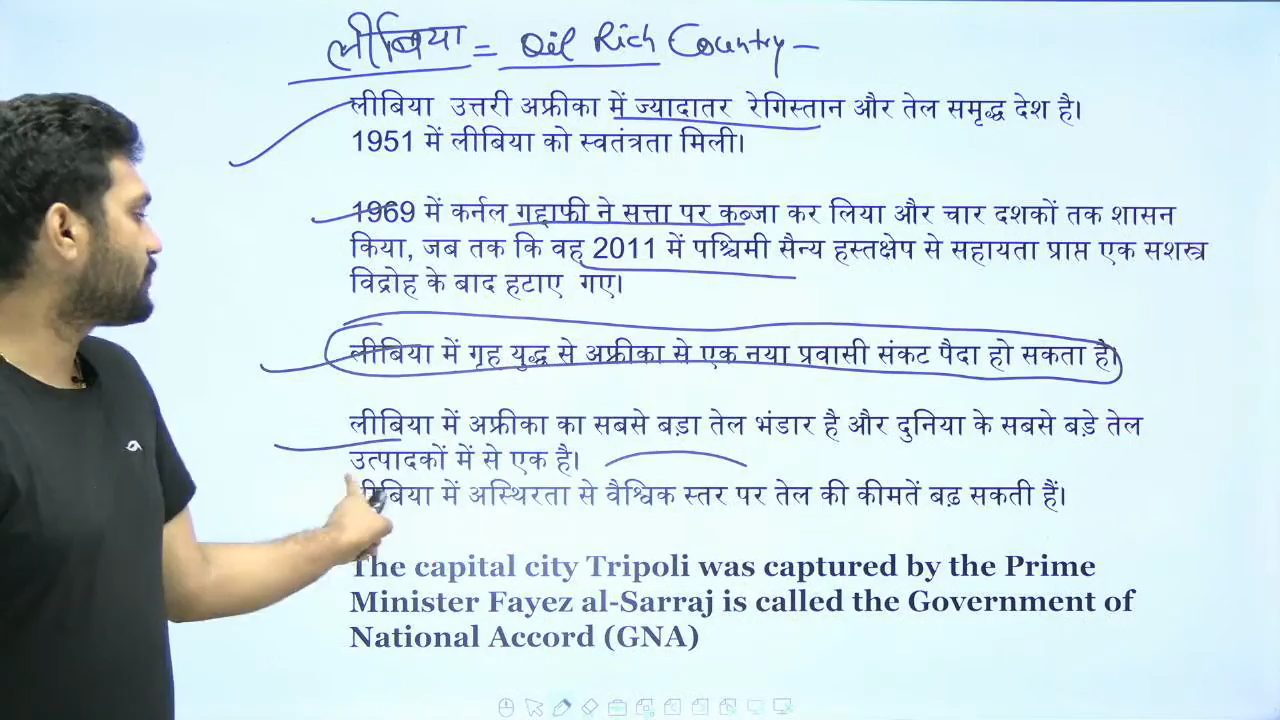 लीबिया = Oil Rich Country –
लीबिया उत्तरी अफ्रीका में ज्यादातर रेगिस्तान और तेल समृद्ध देश है।
1951 में लीबिया को स्वतंत्रता मिली।
1969 में कर्नल गद्दाफी ने सत्ता पर कब्जा कर लिया और चार दशकों तक शासन
किया, जब तक कि वह 2011 में पश्चिमी सैन्य हस्तक्षेप से सहायता प्राप्त एक सशस्त्र
विद्रोह के बाद हटाए गए।
लीबिया में गृह युद्ध से अफ्रीका से एक नया प्रवासी संकट पैदा हो सकता है।
लीबिया में अफ्रीका का सबसे बड़ा तेल भंडार है और दुनिया के सबसे बड़े तेल
उत्पादकों में से एक है।
लीबिया में अस्थिरता से वैश्विक स्तर पर तेल की कीमतें बढ़ सकती हैं।
The capital city Tripoli was captured by the Prime
Minister Fayez al-Sarraj is called the Government of
National Accord (GNA)